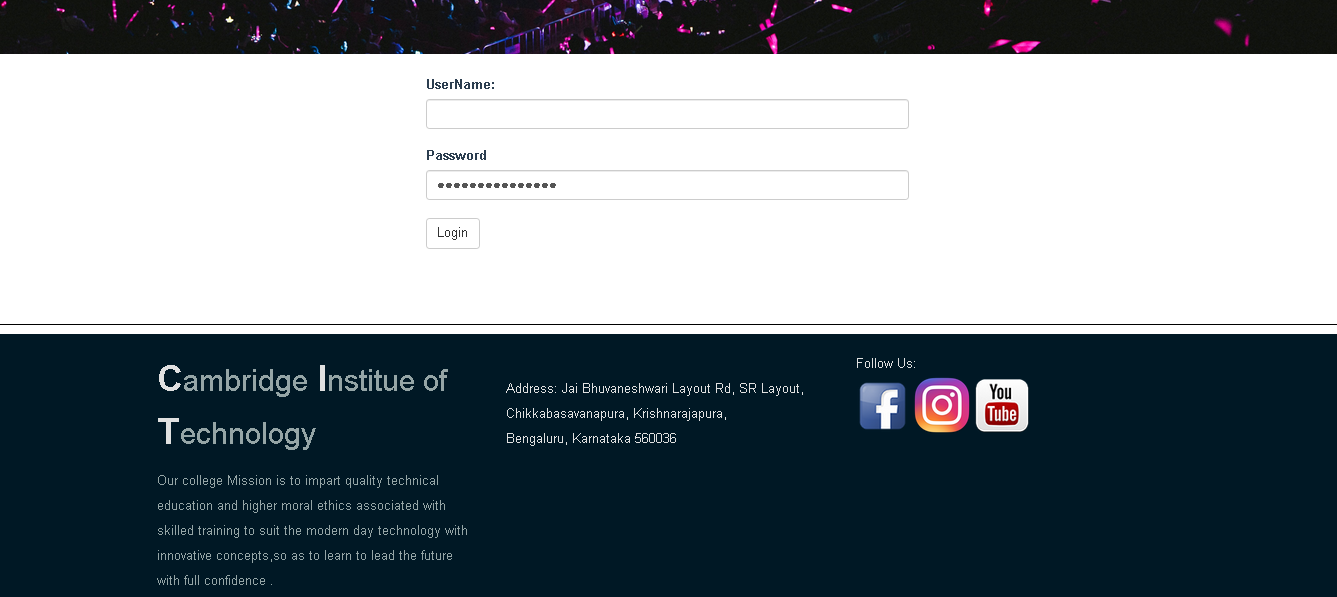 UserName:
Password
•••••••••••••••
Login
Cambridge Institue of
Technology
Our college Mission is to impart quality technical
education and higher moral ethics associated with
skilled training to suit the modern day technology with
innovative concepts,so as to learn to lead the future
with full confidence .
Address: Jai Bhuvaneshwari Layout Rd, SR Layout,
Chikkabasavanapura, Krishnarajapura,
Bengaluru, Karnataka 560036
Follow Us:
f
You
Tube